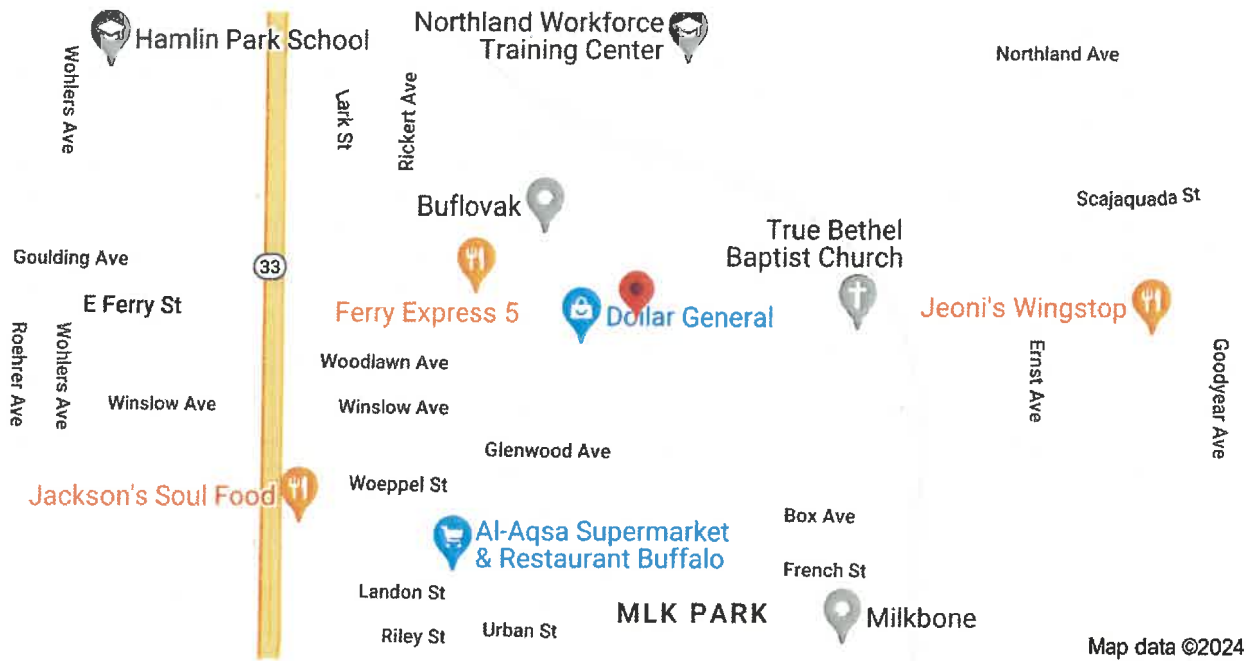 Hamlin Park School
Northland Workforce
Training Center
Northland Ave
Wohlers Ave
Lark St
Rickert Ave
Buflovak
Scajaquada St
True Bethel
Baptist Church
Goulding Ave
33
E Ferry St
Ferry Express 5
Dollar General
Jeoni's Wingstop
Roehrer Ave
Wohlers Ave
Woodlawn Ave
Ernst Ave
Goodyear Ave
Winslow Ave
Winslow Ave
Glenwood Ave
Woeppel St
Jackson's Soul Food
Al-Aqsa Supermarket
& Restaurant Buffalo
Box Ave
French St
Landon St
MLK PARK
Milkbone
Riley St
Urban St
Map data ©2024